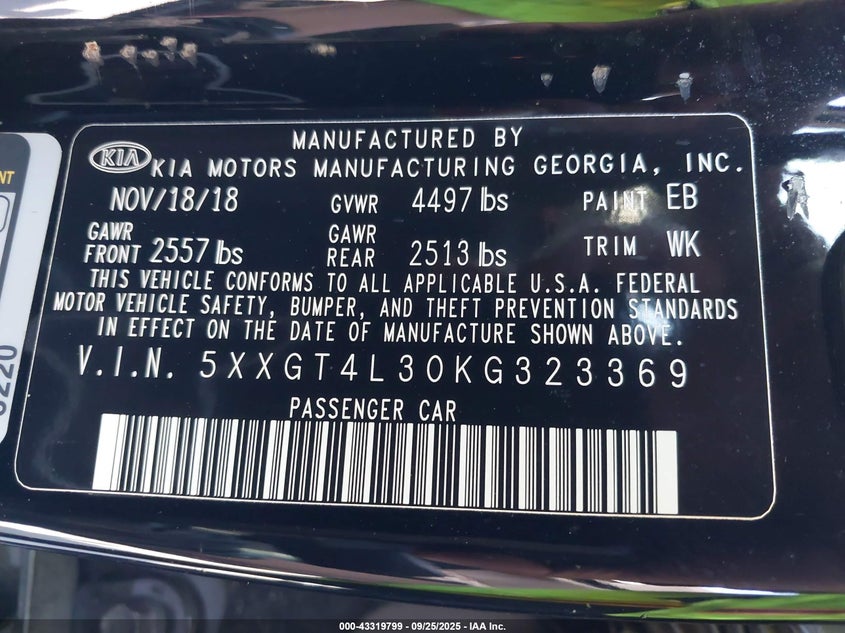 MANUFACTURED BY
KIA KIA MOTORS MANUFACTURING GEORGIA, INC.
NOV/18/18 GVWR 4497 lbs PAINT EB
GAWR FRONT 2557 lbs GAWR REAR 2513 lbs TRIM WK
THIS VEHICLE CONFORMS TO ALL APPLICABLE U.S.A. FEDERAL
MOTOR VEHICLE SAFETY, BUMPER, AND THEFT PREVENTION STANDARDS
IN EFFECT ON THE DATE OF MANUFACTURE SHOWN ABOVE.
V.I.N. 5XXGT4L30KG323369
PASSENGER CAR
000-43319799 - 09/25/2025 - IAA Inc.